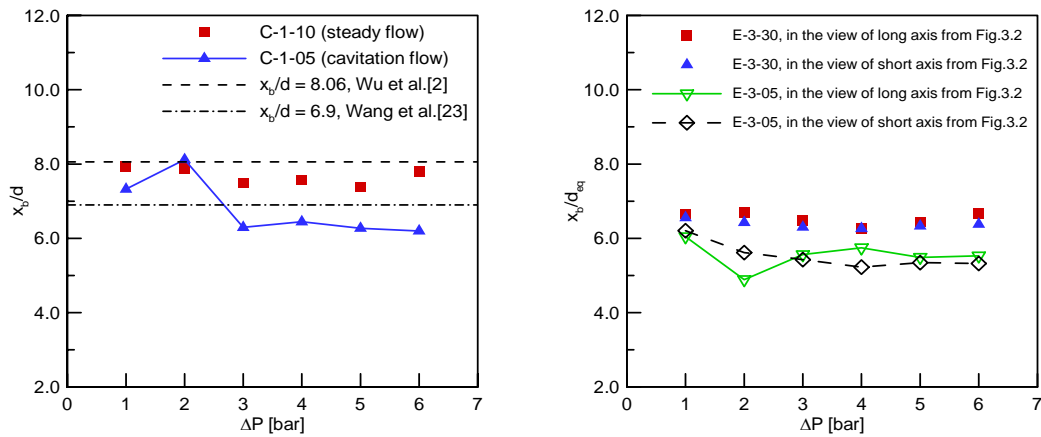 12.0
10.0
8.0
6.0
4.0
2.0
x_b/d
C-1-10 (steady flow)
C-1-05 (cavitation flow)
x_b/d = 8.06, Wu et al.[2]
x_b/d = 6.9, Wang et al.[23]
0 1 2 3 4 5 6 7
ΔP [bar]
12.0
10.0
8.0
6.0
4.0
2.0
x_b/d_eq
E-3-30, in the view of long axis from Fig.3.2
E-3-30, in the view of short axis from Fig.3.2
E-3-05, in the view of long axis from Fig.3.2
E-3-05, in the view of short axis from Fig.3.2
0 1 2 3 4 5 6 7
ΔP [bar]